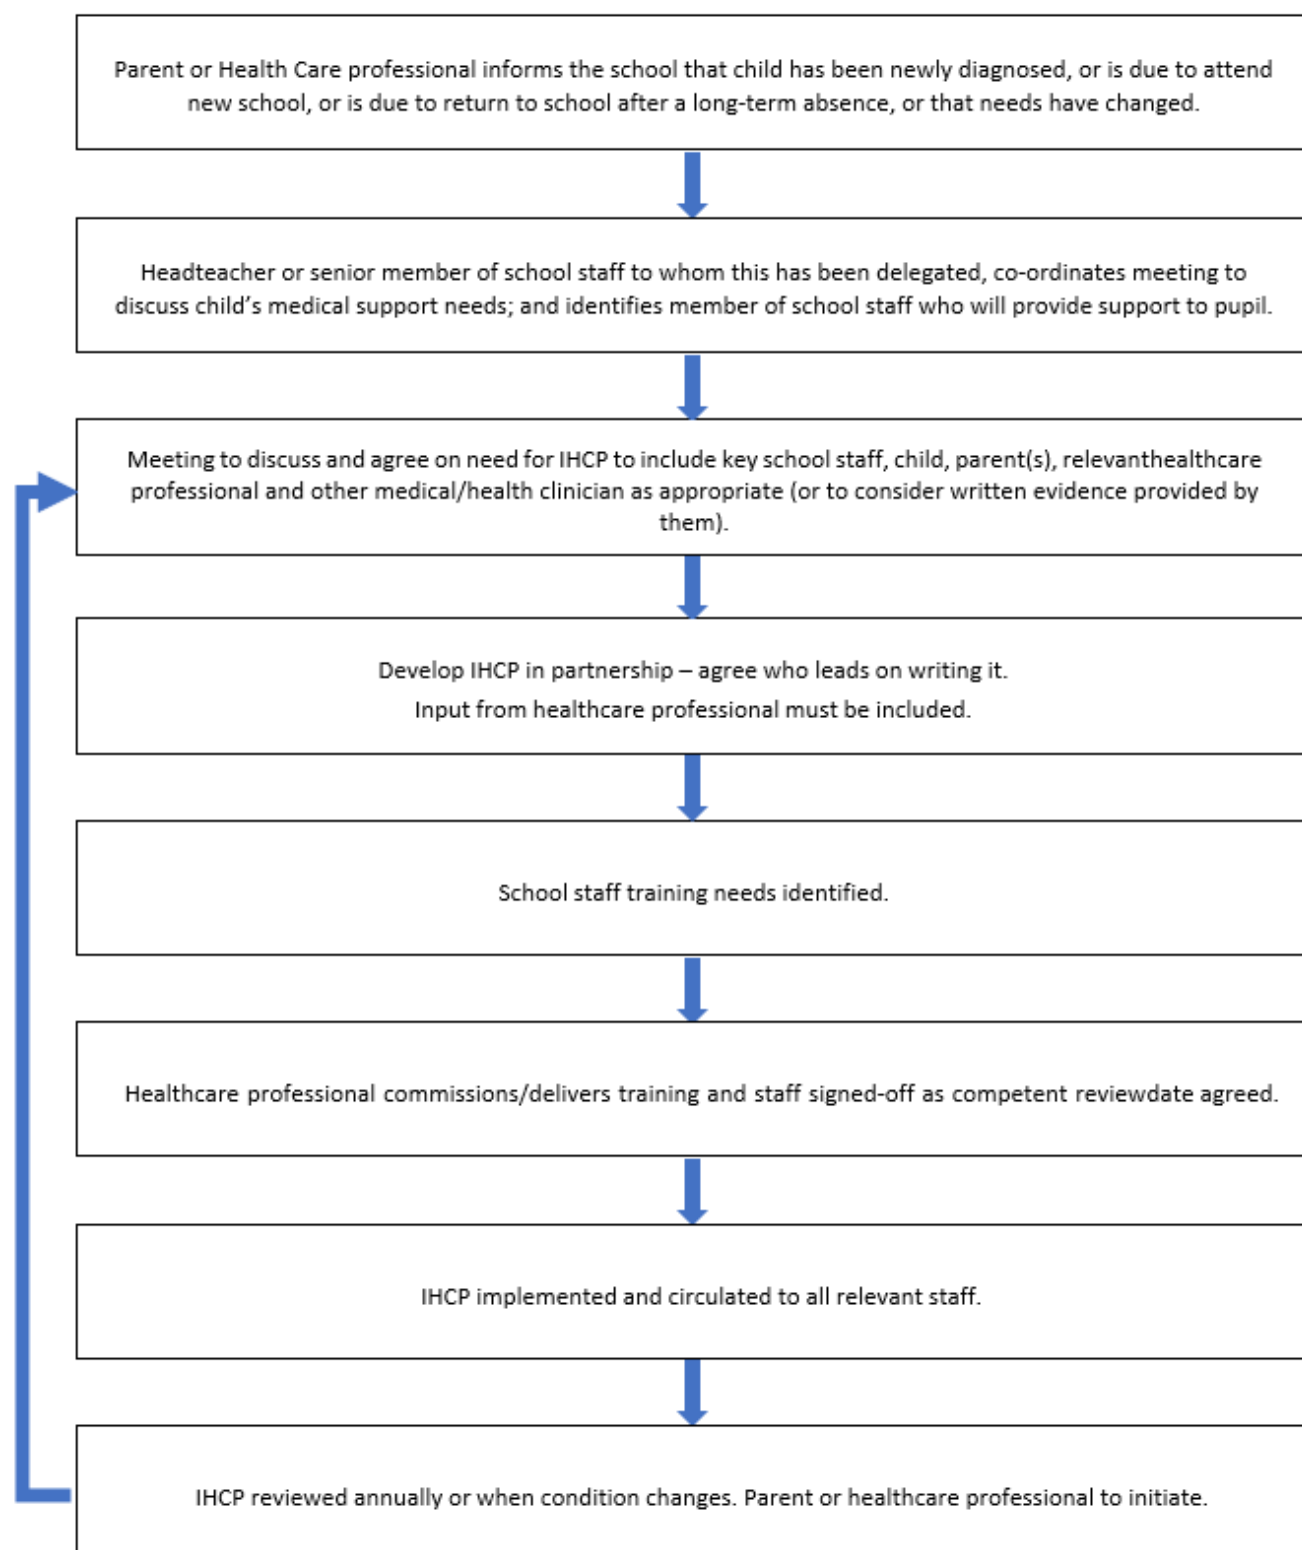 Parent or Health Care professional informs the school that child has been newly diagnosed, or is due to attend
new school, or is due to return to school after a long-term absence, or that needs have changed.
Headteacher or senior member of school staff to whom this has been delegated, co-ordinates meeting to
discuss child's medical support needs; and identifies member of school staff who will provide support to pupil.
Meeting to discuss and agree on need for IHCP to include key school staff, child, parent(s), relevanthealthcare
professional and other medical/health clinician as appropriate (or to consider written evidence provided by
them).
Develop IHCP in partnership – agree who leads on writing it.
Input from healthcare professional must be included.
School staff training needs identified.
Healthcare professional commissions/delivers training and staff signed-off as competent reviewdate agreed.
IHCP implemented and circulated to all relevant staff.
IHCP reviewed annually or when condition changes. Parent or healthcare professional to initiate.